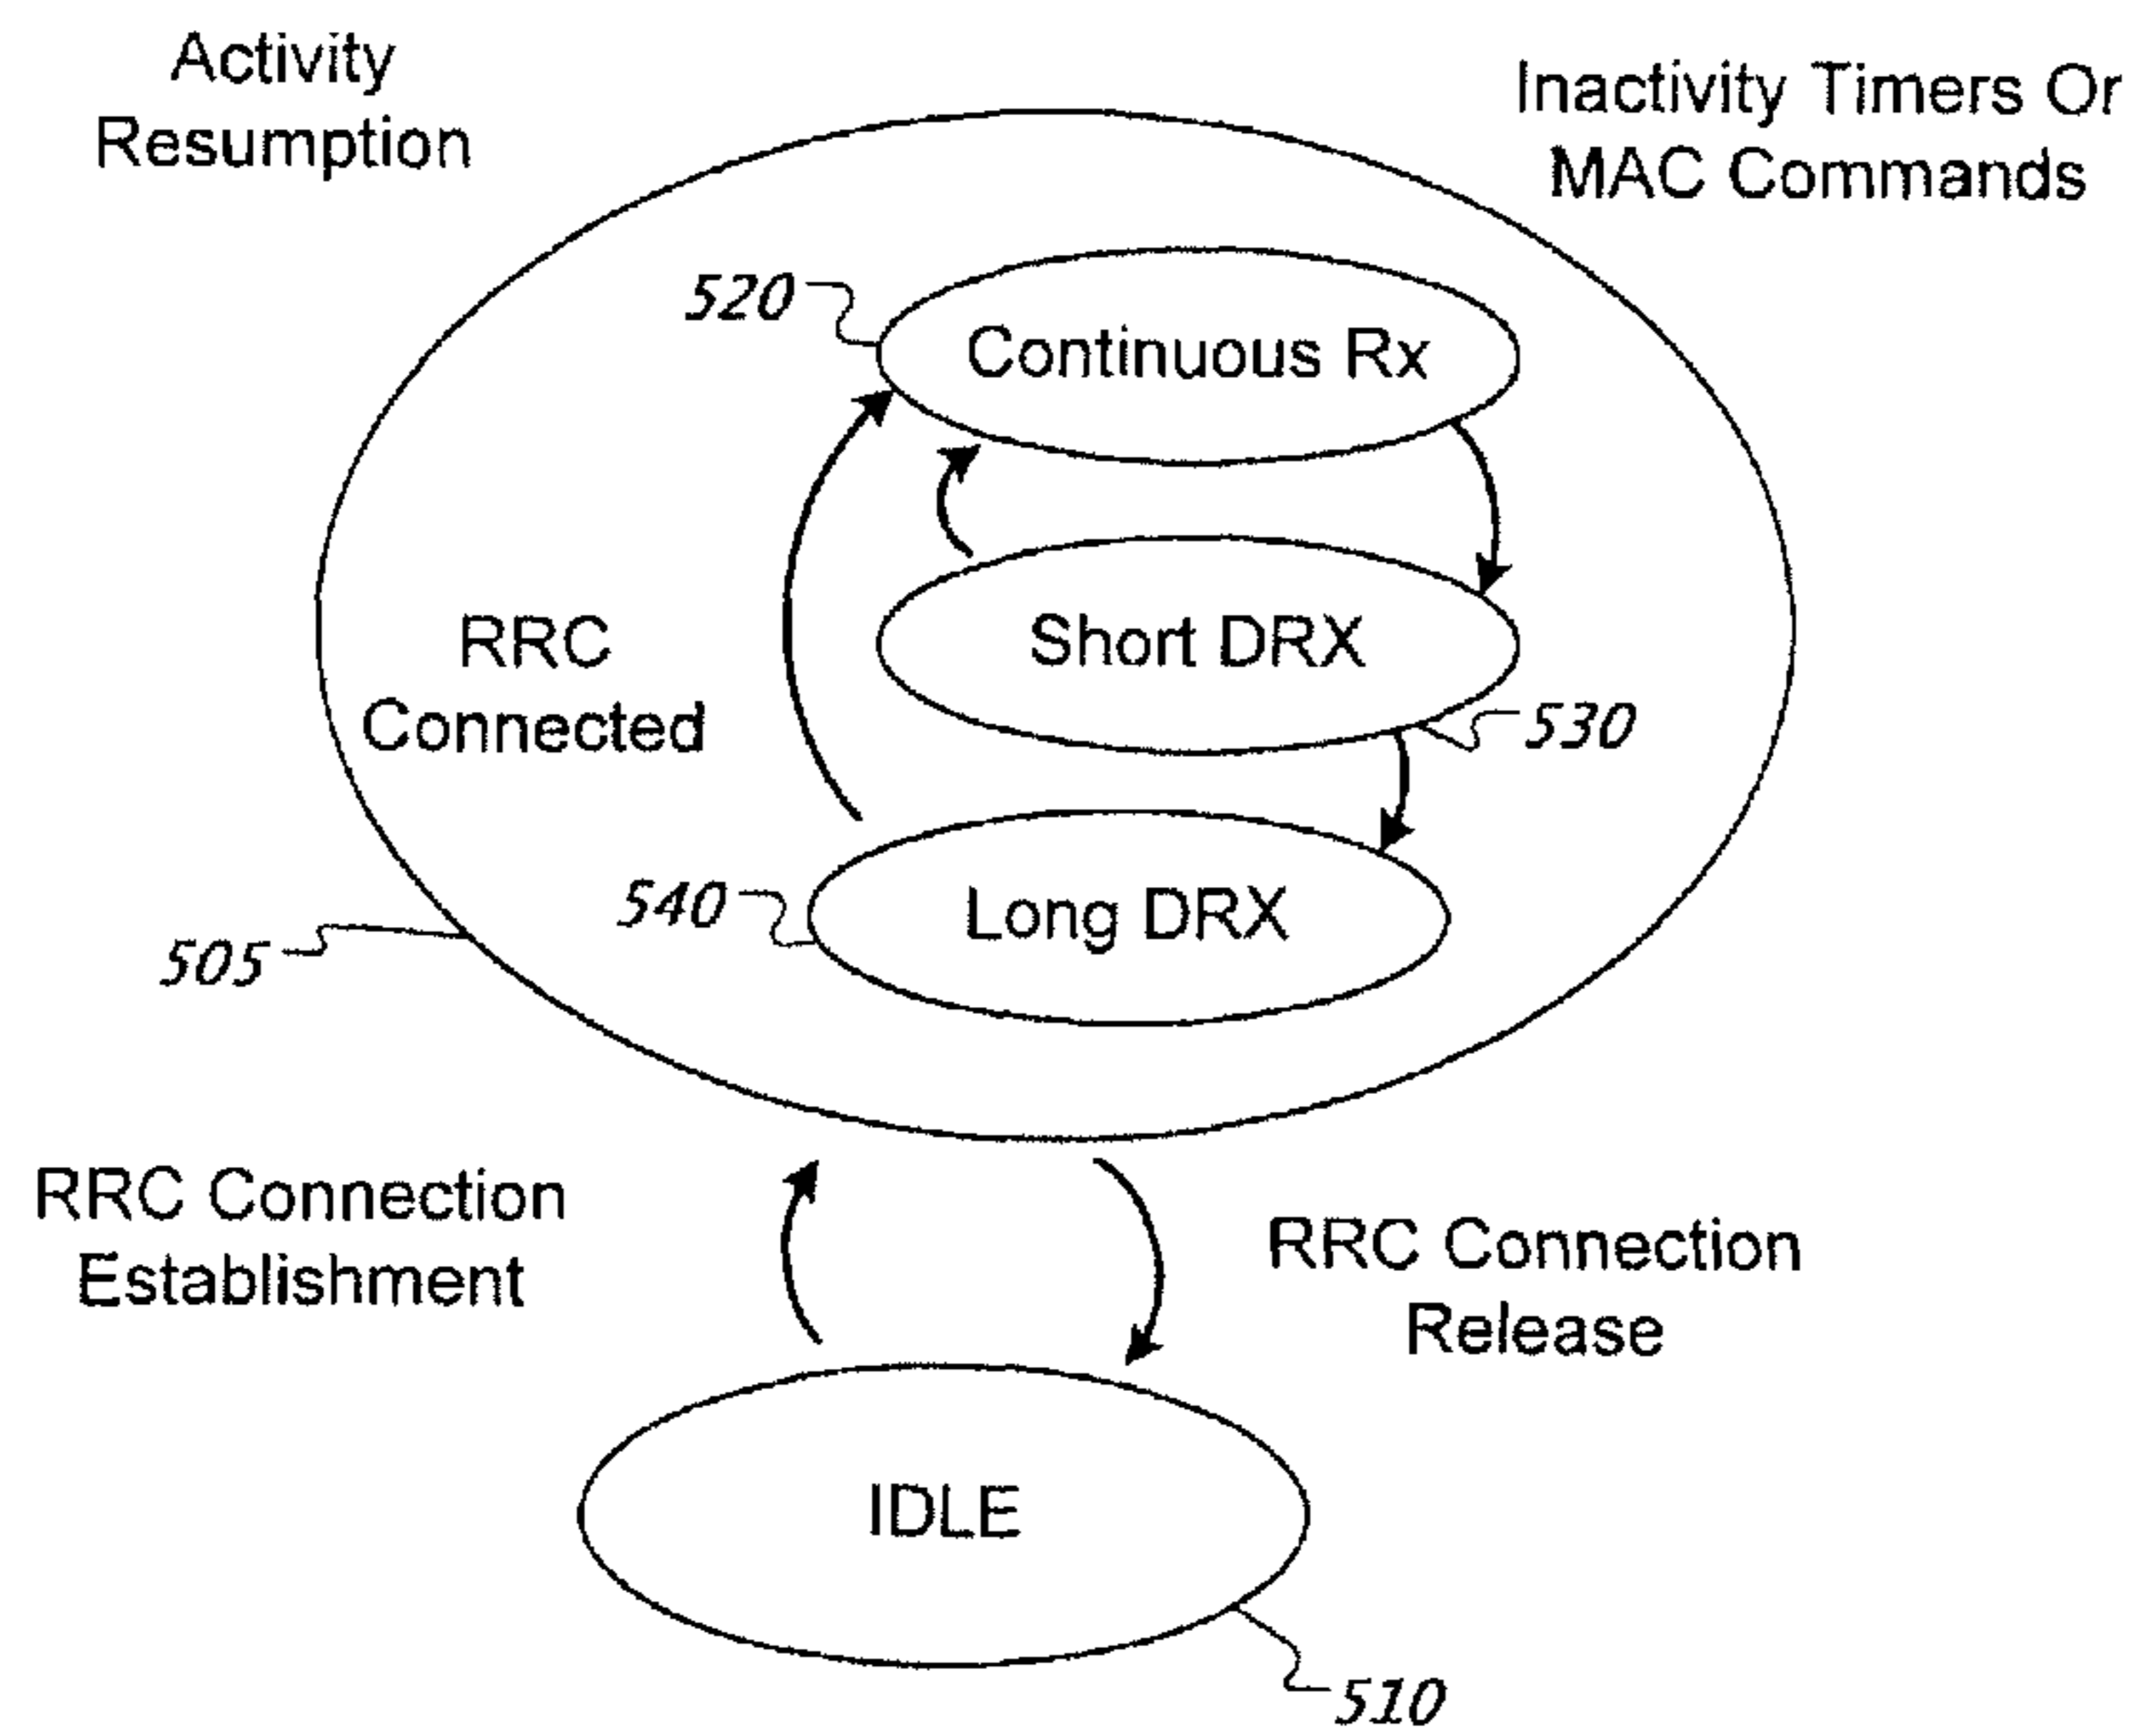 Activity
Resumption
Inactivity Timers Or
MAC Commands
520
Continuous Rx
RRC
Connected
Short DRX
530
540
Long DRX
505
RRC Connection
Establishment
RRC Connection
Release
IDLE
510